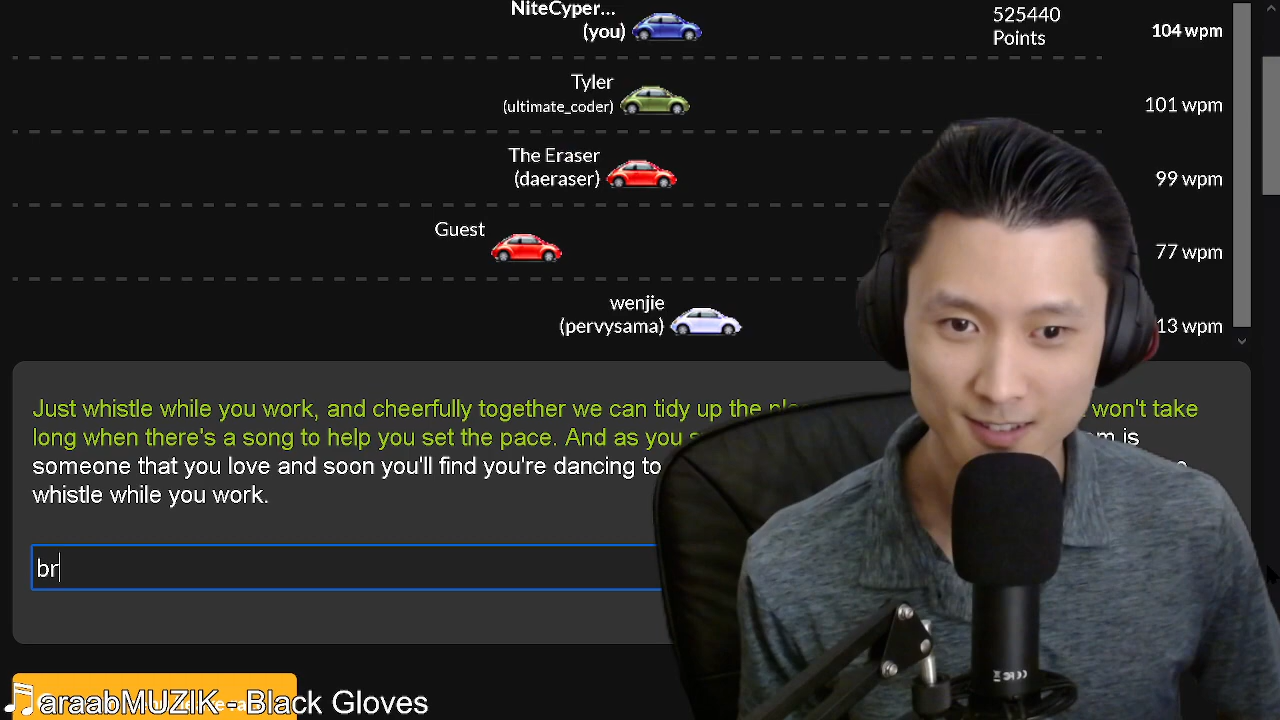 NiteCyper...
(you)
525440
Points
104 wpm
Tyler
(ultimate_coder)
101 wpm
The Eraser
(daeraser)
99 wpm
Guest
77 wpm
wenjie
(pervysama)
13 wpm
Just whistle while you work, and cheerfully together we can tidy up the won't take
long when there's a song to help you set the pace. And as you is
someone that you love and soon you'll find you're dancing to
whistle while you work.
br
araabMUZIK - Black Gloves